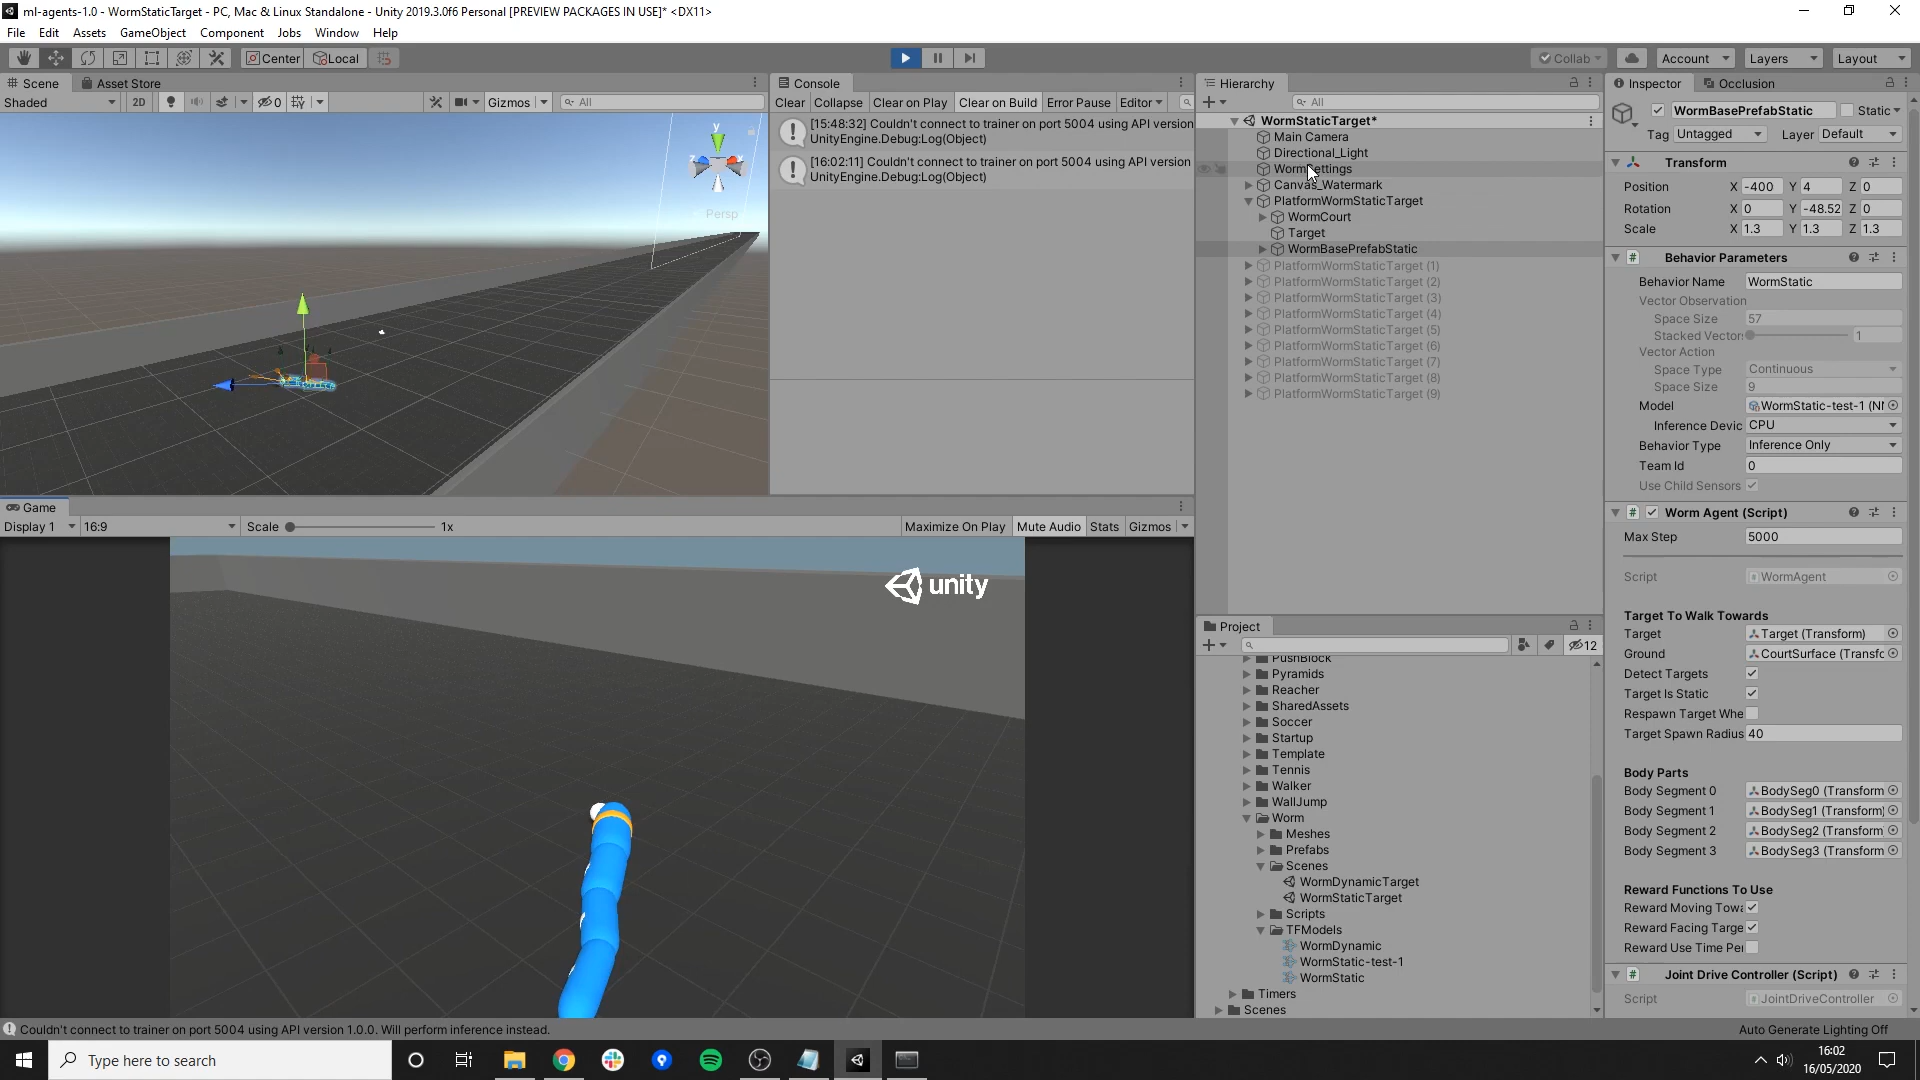 ml-agents-1.0 - WormStaticTarget - PC, Mac & Linux Standalone - Unity 2019.3.0f6 Personal [PREVIEW PACKAGES IN USE]* <DX11>
File Edit Assets GameObject Component Jobs Window Help
Center Local Collab Account Layers Layout
Scene Asset Store
Shaded 2D 0 Gizmos All
Persp
y
x
z
Console
Clear Collapse Clear on Play Clear on Build Error Pause Editor
[15:48:32] Couldn't connect to trainer on port 5004 using API version
UnityEngine.Debug:Log(Object)
[16:02:11] Couldn't connect to trainer on port 5004 using API version
UnityEngine.Debug:Log(Object)
Game
Display 1 16:9 Scale 1x Maximize On Play Mute Audio Stats Gizmos
unity
Hierarchy
All
WormStaticTarget*
Main Camera
Directional_Light
WormSettings
Canvas_Watermark
PlatformWormStaticTarget
WormCourt
Target
WormBasePrefabStatic
PlatformWormStaticTarget (1)
PlatformWormStaticTarget (2)
PlatformWormStaticTarget (3)
PlatformWormStaticTarget (4)
PlatformWormStaticTarget (5)
PlatformWormStaticTarget (6)
PlatformWormStaticTarget (7)
PlatformWormStaticTarget (8)
PlatformWormStaticTarget (9)
Project
12
PushBlock
Pyramids
Reacher
SharedAssets
Soccer
Startup
Template
Tennis
Walker
WallJump
Worm
Meshes
Prefabs
Scenes
WormDynamicTarget
WormStaticTarget
Scripts
TFModels
WormDynamic
WormStatic-test-1
WormStatic
Timers
Scenes
Inspector Occlusion
WormBasePrefabStatic Static
Tag Untagged Layer Default
Transform
Position X -400 Y 4 Z 0
Rotation X 0 Y -48.52 Z 0
Scale X 1.3 Y 1.3 Z 1.3
Behavior Parameters
Behavior Name WormStatic
Vector Observation
Space Size 57
Stacked Vector 1
Vector Action
Space Type Continuous
Space Size 9
Model WormStatic-test-1 (NN
Inference Devic CPU
Behavior Type Inference Only
Team Id 0
Use Child Sensors
Worm Agent (Script)
Max Step 5000
Script WormAgent
Target To Walk Towards
Target Target (Transform)
Ground CourtSurface (Transfo
Detect Targets
Target Is Static
Respawn Target Whe
Target Spawn Radius 40
Body Parts
Body Segment 0 BodySeg0 (Transform
Body Segment 1 BodySeg1 (Transform)
Body Segment 2 BodySeg2 (Transform
Body Segment 3 BodySeg3 (Transform
Reward Functions To Use
Reward Moving Towa
Reward Facing Targe
Reward Use Time Pe
Joint Drive Controller (Script)
Script JointDriveController
Couldn't connect to trainer on port 5004 using API version 1.0.0. Will perform inference instead.
Auto Generate Lighting Off
Type here to search
16:02
16/05/2020